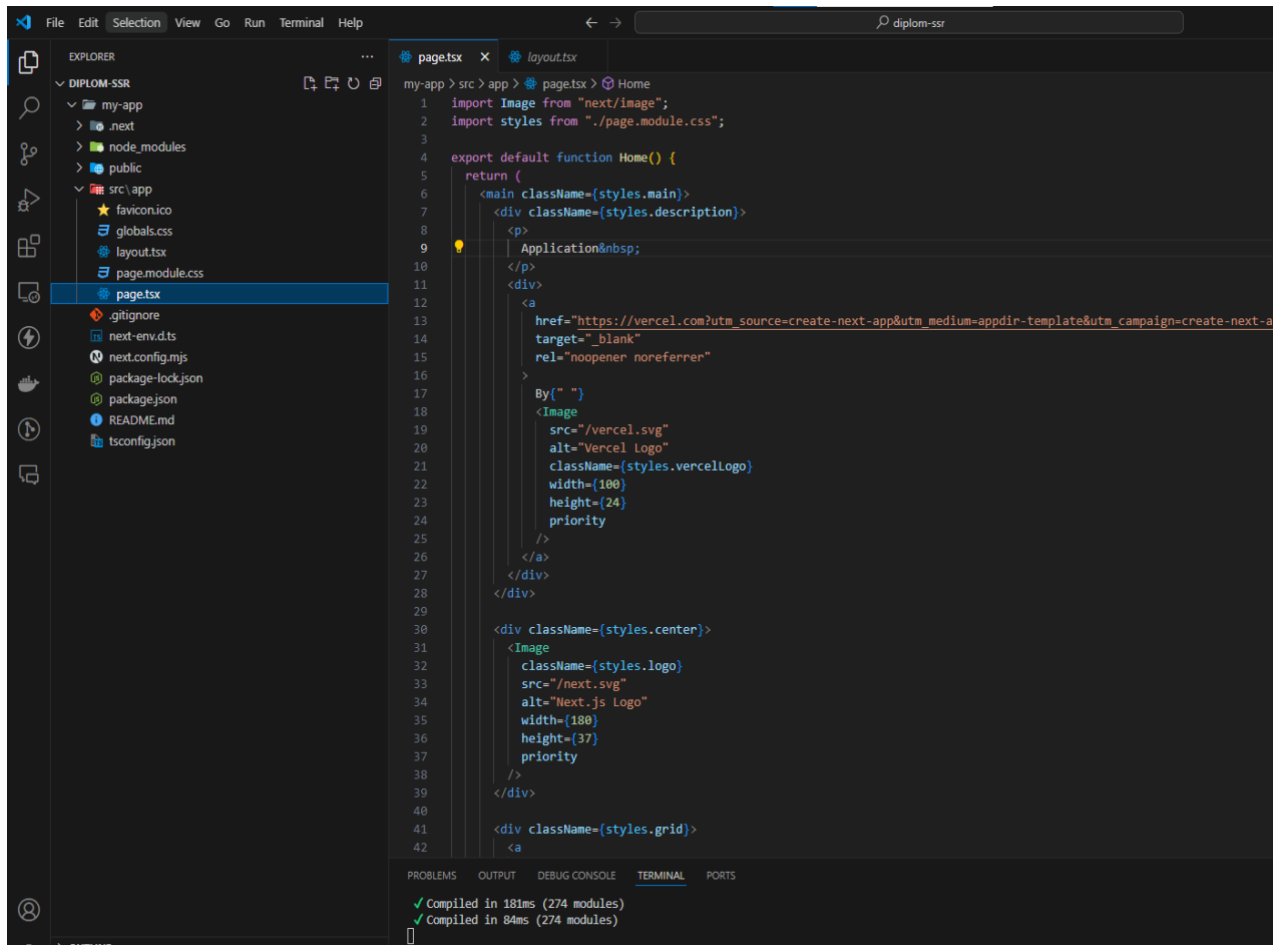 File Edit Selection View Go Run Terminal Help
diplom-ssr
EXPLORER
DIPLOM-SSR
my-app
.next
node_modules
public
src\app
favicon.ico
globals.css
layout.tsx
page.module.css
page.tsx
.gitignore
next-env.d.ts
next.config.mjs
package-lock.json
package.json
README.md
tsconfig.json
page.tsx layout.tsx
my-app > src > app > page.tsx > Home
1 import Image from "next/image";
2 import styles from "./page.module.css";
3
4 export default function Home() {
5 return (
6 <main className={styles.main}>
7 <div className={styles.description}>
8 <p>
9 Application&nbsp;
10 </p>
11 <div>
12 <a
13 href="https://vercel.com?utm_source=create-next-app&utm_medium=appdir-template&utm_campaign=create-next-a
14 target="_blank"
15 rel="noopener noreferrer"
16 >
17 By{" "}
18 <Image
19 src="/vercel.svg"
20 alt="Vercel Logo"
21 className={styles.vercelLogo}
22 width={100}
23 height={24}
24 priority
25 />
26 </a>
27 </div>
28 </div>
29
30 <div className={styles.center}>
31 <Image
32 className={styles.logo}
33 src="/next.svg"
34 alt="Next.js Logo"
35 width={180}
36 height={37}
37 priority
38 />
39 </div>
40
41 <div className={styles.grid}>
42 <a
PROBLEMS OUTPUT DEBUG CONSOLE TERMINAL PORTS
✓ Compiled in 181ms (274 modules)
✓ Compiled in 84ms (274 modules)